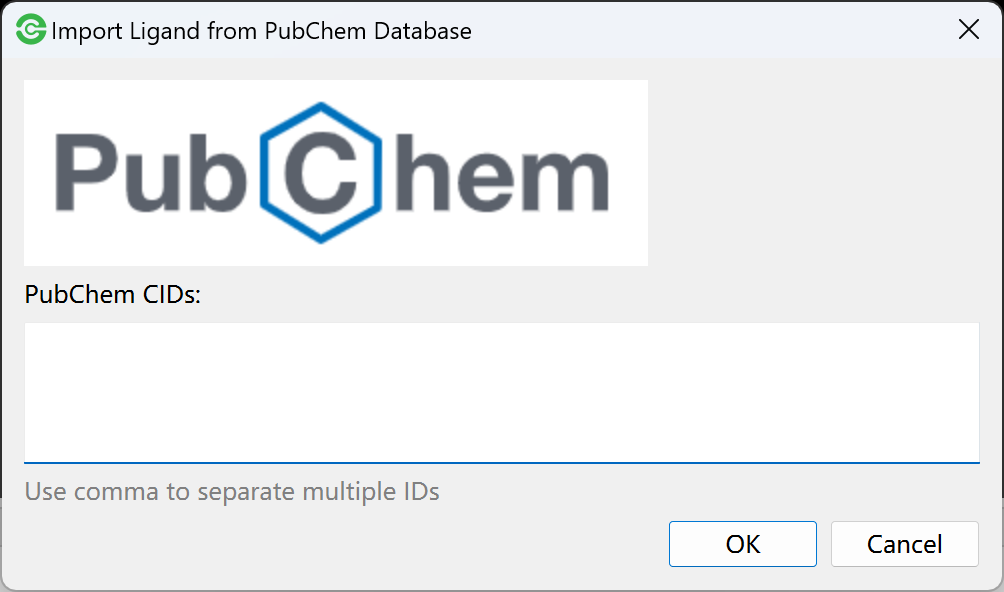 Import Ligand from PubChem Database
PubChem
PubChem CIDs:
Use comma to separate multiple IDs
OK Cancel